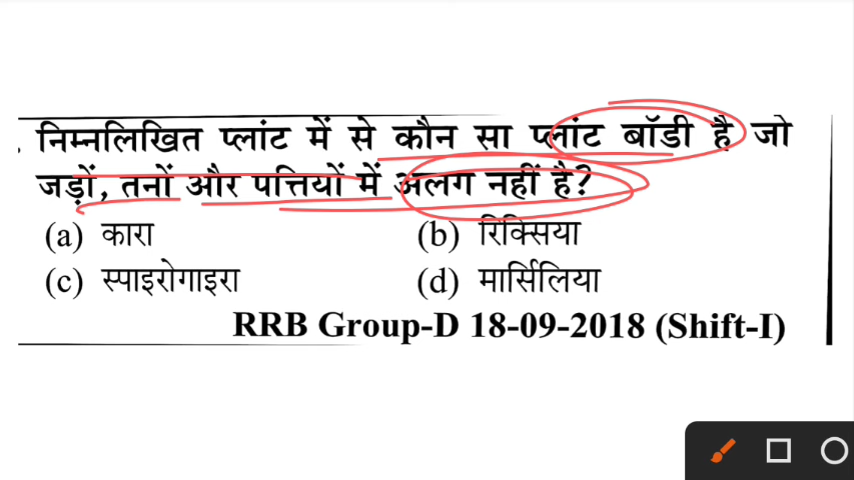 . निम्नलिखित प्लांट में से कौन सा प्लांट बॉडी है जो
जड़ों, तनों और पत्तियों में अलग नहीं है?
(a) कारा (b) रिक्सिया
(c) स्पाइरोगाइरा (d) मार्सिलिया
RRB Group-D 18-09-2018 (Shift-I)